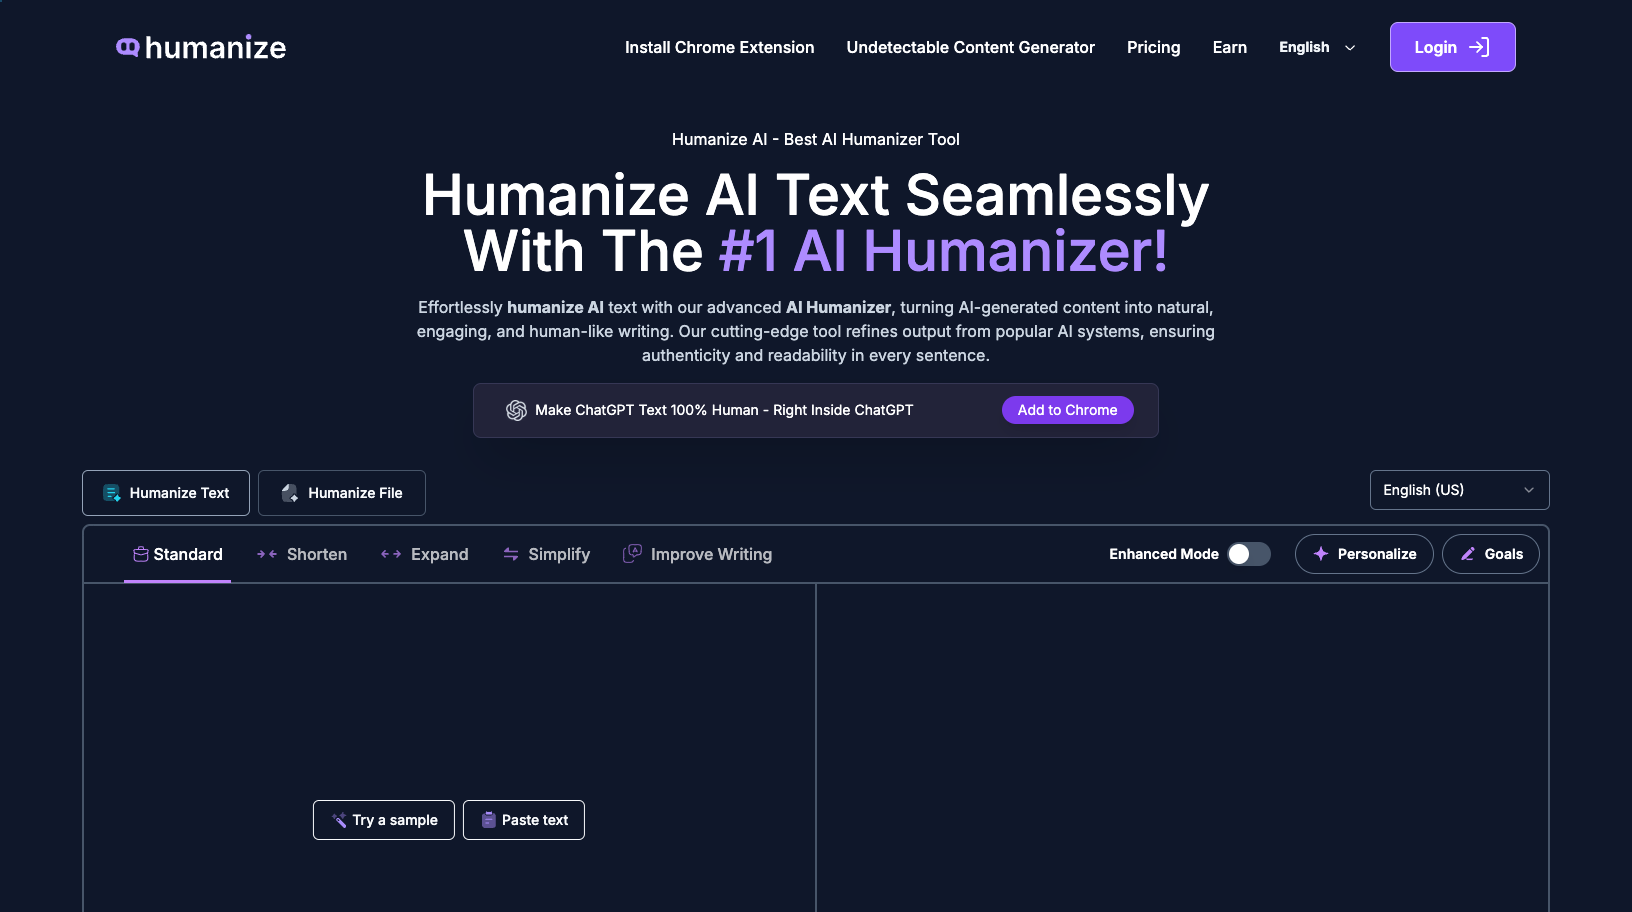 humanize
Install Chrome Extension
Undetectable Content Generator
Pricing
Earn
English
Login
Humanize AI - Best AI Humanizer Tool
Humanize AI Text Seamlessly
With The #1 AI Humanizer!
Effortlessly humanize AI text with our advanced AI Humanizer, turning AI-generated content into natural,
engaging, and human-like writing. Our cutting-edge tool refines output from popular AI systems, ensuring
authenticity and readability in every sentence.
Make ChatGPT Text 100% Human - Right Inside ChatGPT
Add to Chrome
Humanize Text
Humanize File
English (US)
Standard
Shorten
Expand
Simplify
Improve Writing
Enhanced Mode
Personalize
Goals
Try a sample
Paste text